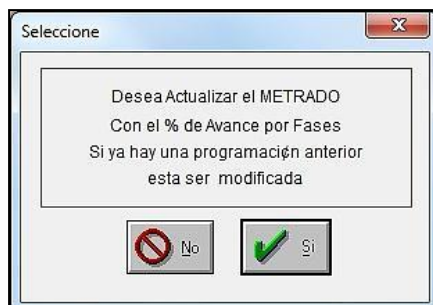 Seleccione
Desea Actualizar el METRADO
Con el % de Avance por Fases
Si ya hay una programaci¢n anterior
esta ser modificada
No
Si